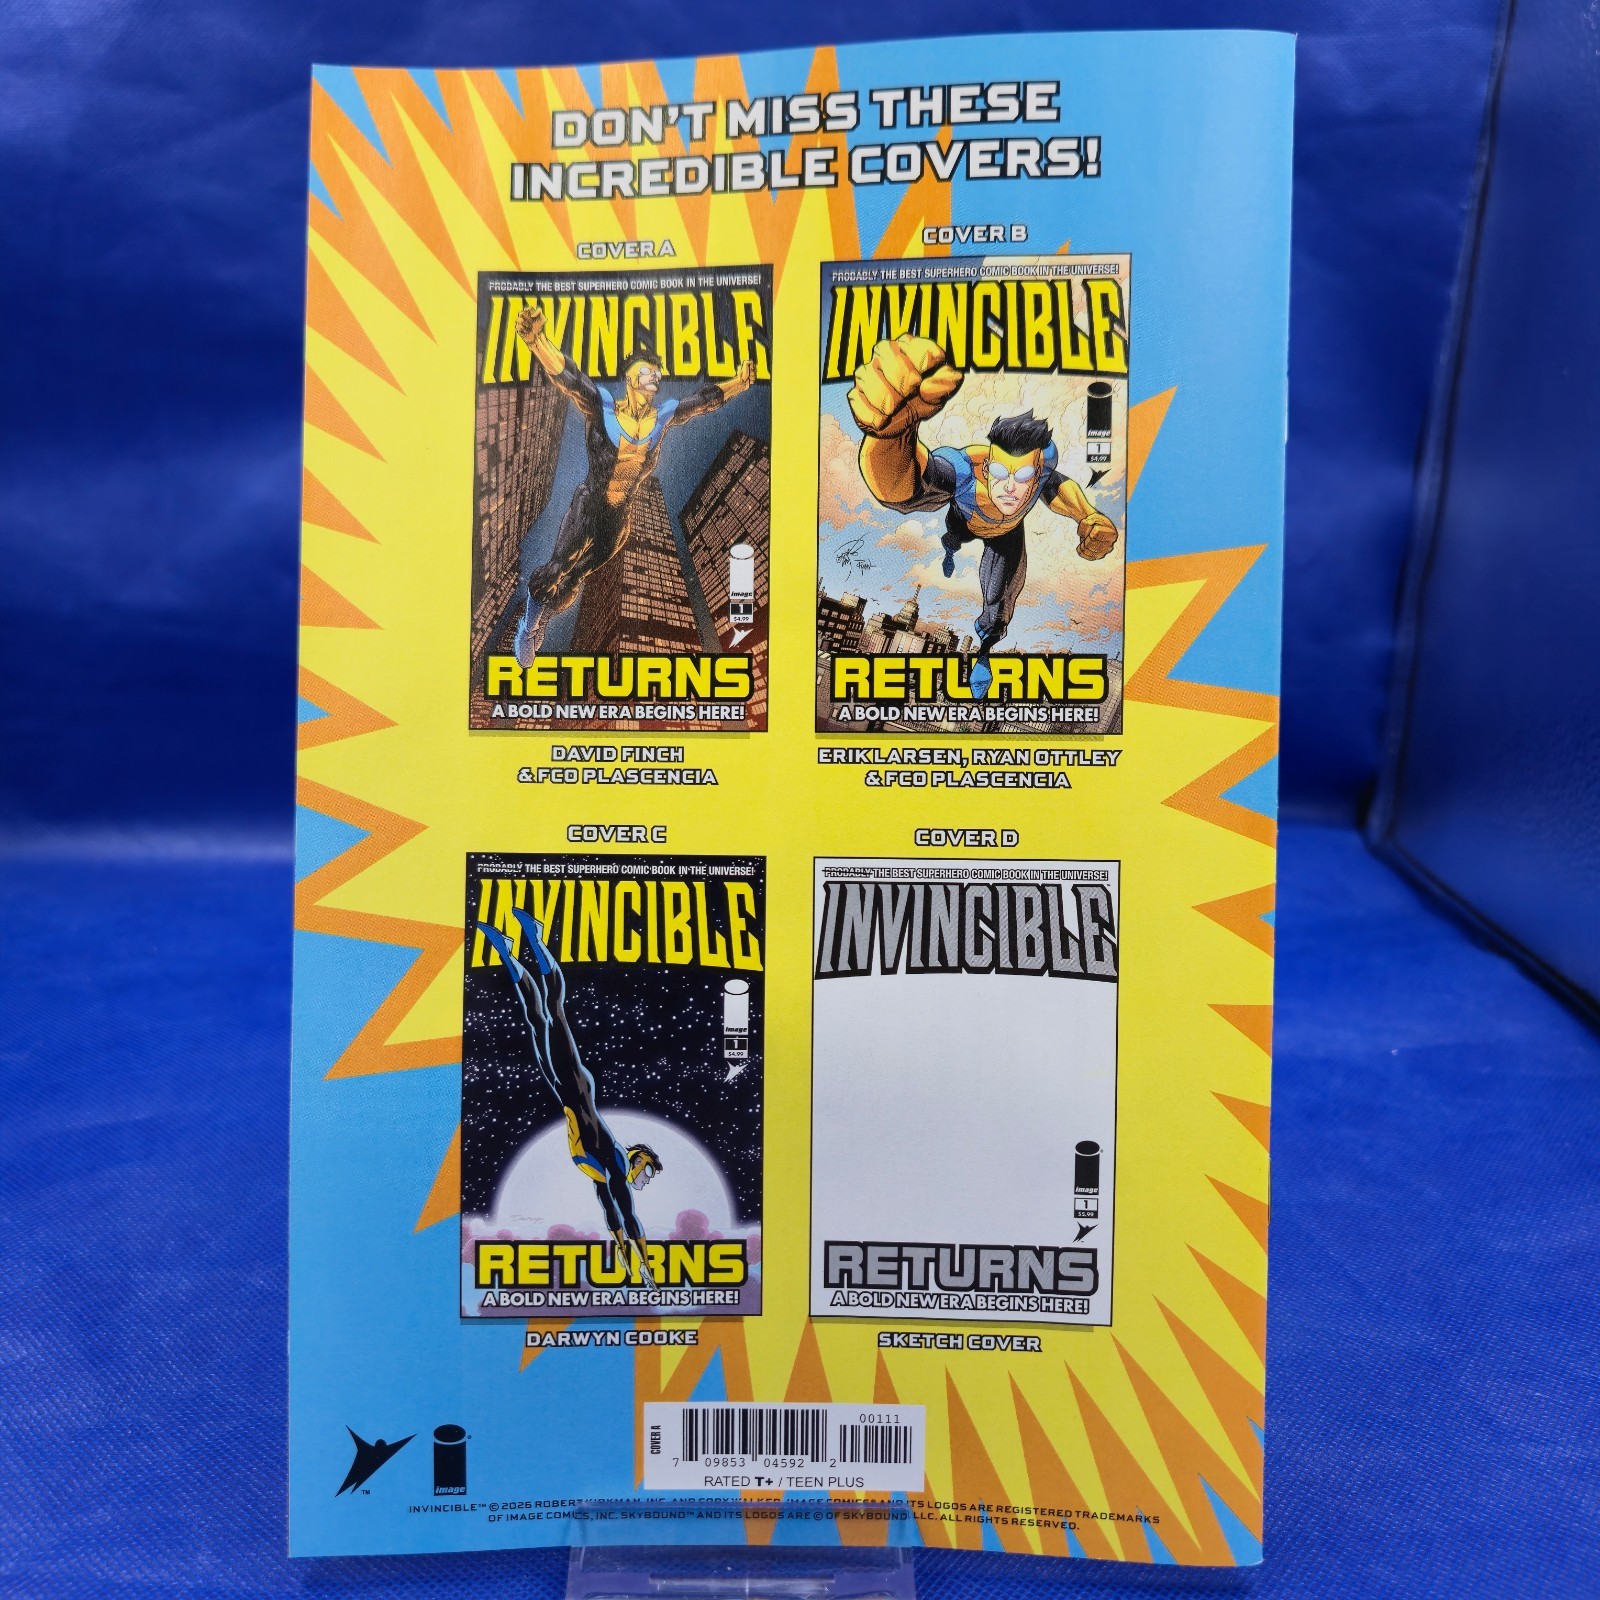 DON'T MISS THESE
INCREDIBLE COVERS!
COVER A
PROBABLY THE BEST SUPERHERO COMIC BOOK IN THE UNIVERSE!
INVINCIBLE
image
1
$4.99
RETURNS
A BOLD NEW ERA BEGINS HERE!
DAVID FINCH
& FCO PLASCENCIA
COVER B
PROBABLY THE BEST SUPERHERO COMIC BOOK IN THE UNIVERSE!
INVINCIBLE
image
1
$4.99
RETURNS
A BOLD NEW ERA BEGINS HERE!
ERIK LARSEN, RYAN OTTLEY
& FCO PLASCENCIA
COVER C
PROBABLY THE BEST SUPERHERO COMIC BOOK IN THE UNIVERSE!
INVINCIBLE
image
1
$4.99
RETURNS
A BOLD NEW ERA BEGINS HERE!
DARWYN COOKE
COVER D
PROBABLY THE BEST SUPERHERO COMIC BOOK IN THE UNIVERSE!
INVINCIBLE
image
1
$5.99
RETURNS
A BOLD NEW ERA BEGINS HERE!
SKETCH COVER
TM
image
COVER A
00111
7 09853 04592 2
RATED T+ / TEEN PLUS
INVINCIBLE™ © 2026 ROBERT KIRKMAN, INC. AND CORY WALKER. IMAGE COMICS® AND ITS LOGOS ARE REGISTERED TRADEMARKS
OF IMAGE COMICS, INC. SKYBOUND™ AND ITS LOGOS ARE © OF SKYBOUND, LLC. ALL RIGHTS RESERVED.